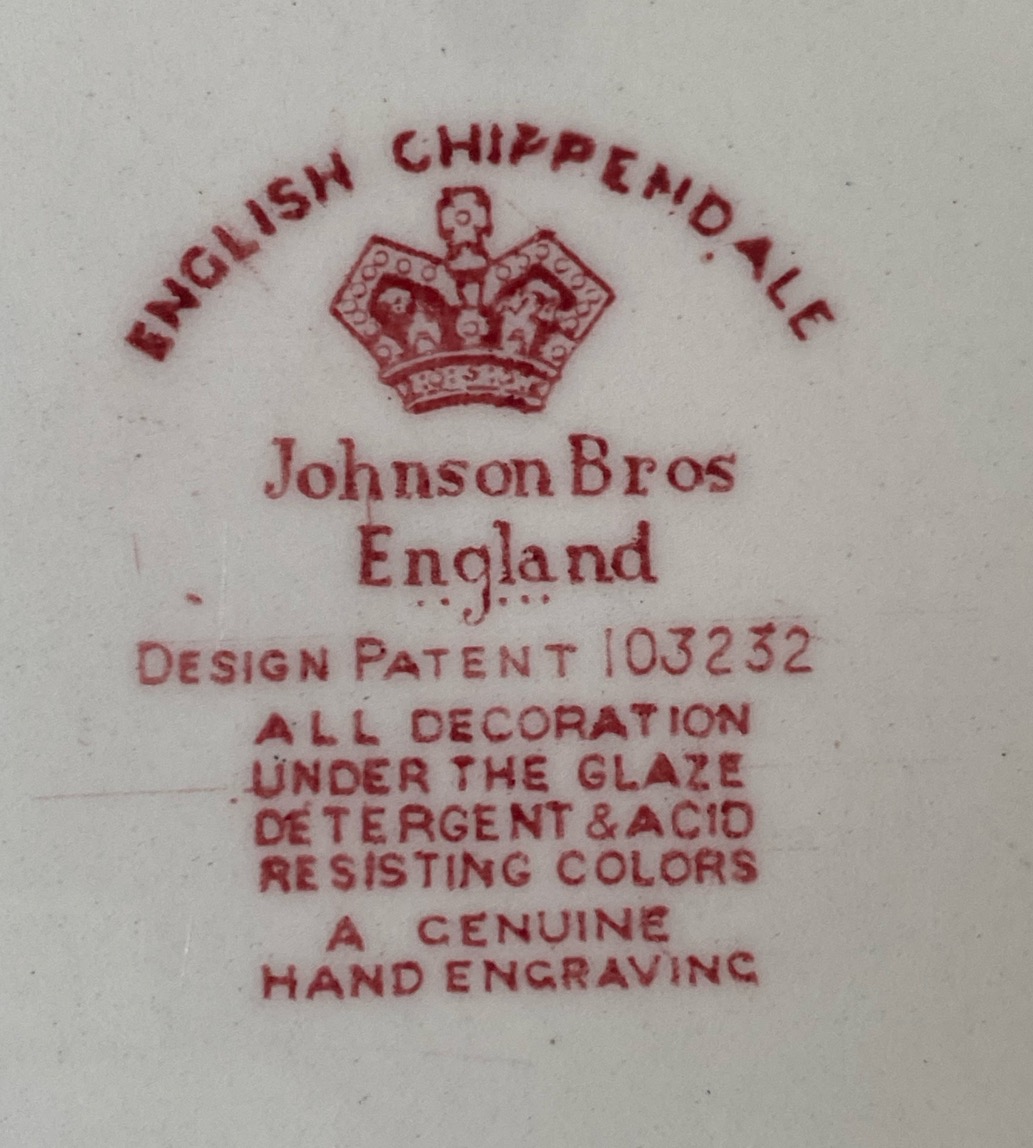 ENGLISH CHIPPENDALE
Johnson Bros
England
DESIGN PATENT 103232
ALL DECORATION
UNDER THE GLAZE
DETERGENT & ACID
RESISTING COLORS
A GENUINE
HAND ENGRAVING